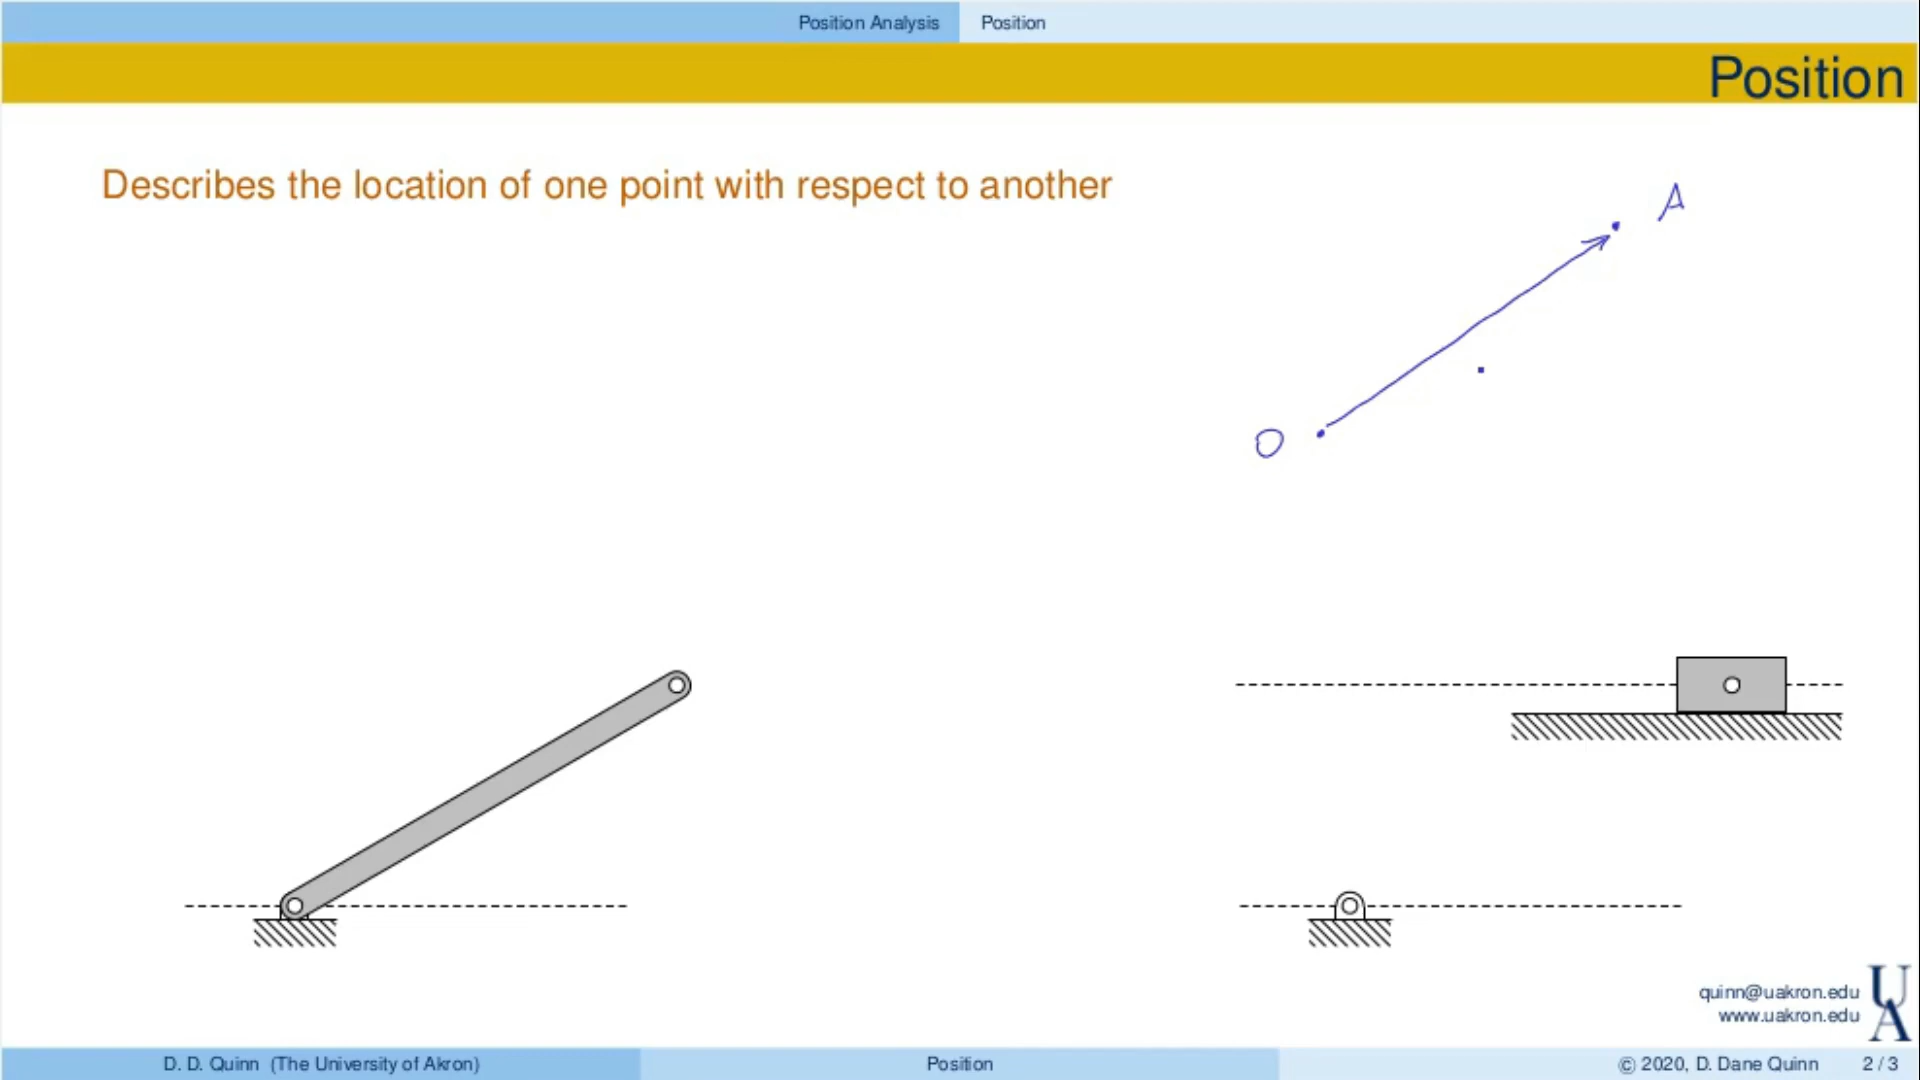 Position Analysis Position
Position
Describes the location of one point with respect to another
A
O
quinn@uakron.edu
www.uakron.edu
UA
D. D. Quinn (The University of Akron) Position © 2020, D. Dane Quinn 2 / 3